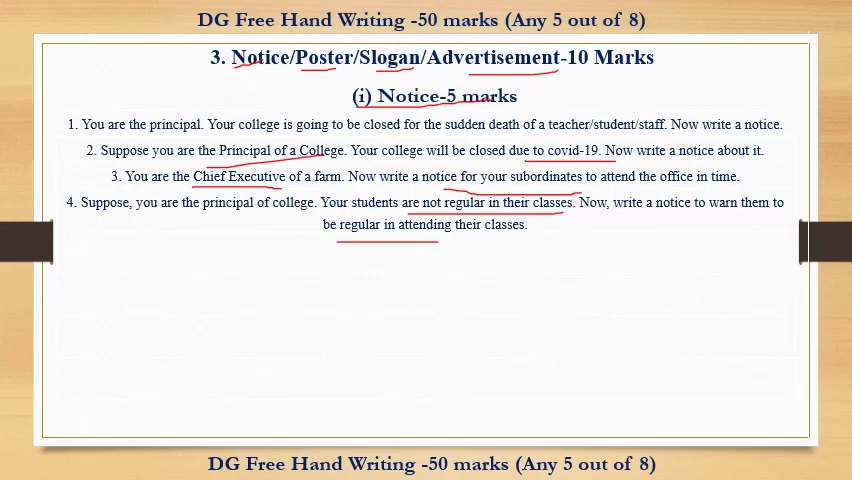 DG Free Hand Writing -50 marks (Any 5 out of 8)
3. Notice/Poster/Slogan/Advertisement-10 Marks
(i) Notice-5 marks
1. You are the principal. Your college is going to be closed for the sudden death of a teacher/student/staff. Now write a notice.
2. Suppose you are the Principal of a College. Your college will be closed due to covid-19. Now write a notice about it.
3. You are the Chief Executive of a farm. Now write a notice for your subordinates to attend the office in time.
4. Suppose, you are the principal of college. Your students are not regular in their classes. Now, write a notice to warn them to
be regular in attending their classes.
DG Free Hand Writing -50 marks (Any 5 out of 8)